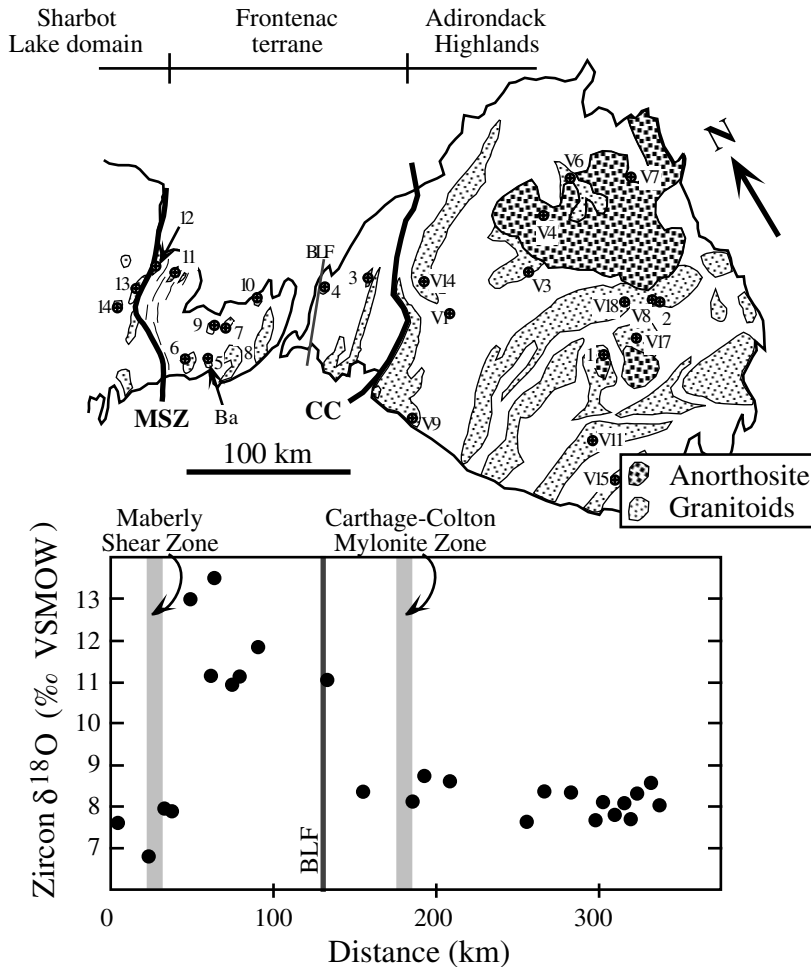 Sharbot
Lake domain
Frontenac
terrane
Adirondack
Highlands
N
V6
V7
V4
12
11
BLF
3
V3
13
10
4
V14
14
V1
V18
V8
2
9
7
V17
6
5
8
1
MSZ
Ba
CC
V9
V11
100 km
V15
Anorthosite
Granitoids
Maberly
Shear Zone
Carthage-Colton
Mylonite Zone
Zircon δ18O (‰ VSMOW)
13
12
11
10
9
8
7
BLF
0
100
200
300
Distance (km)